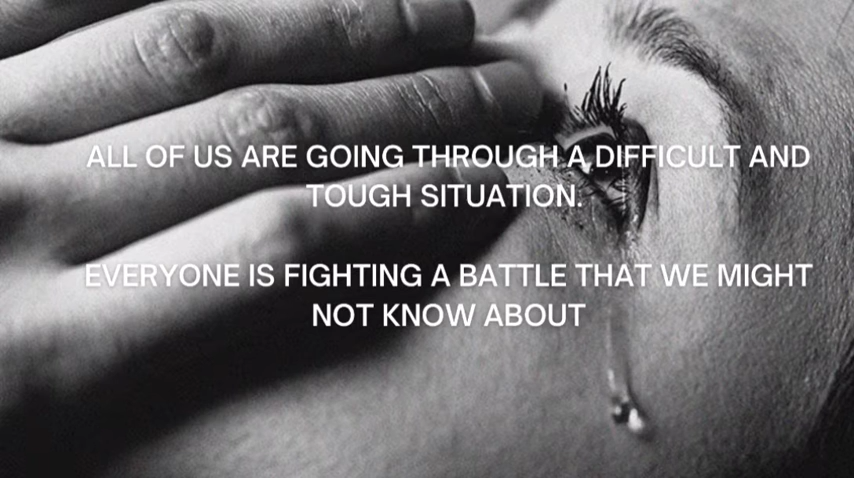 ALL OF US ARE GOING THROUGH A DIFFICULT AND
TOUGH SITUATION.
EVERYONE IS FIGHTING A BATTLE THAT WE MIGHT
NOT KNOW ABOUT